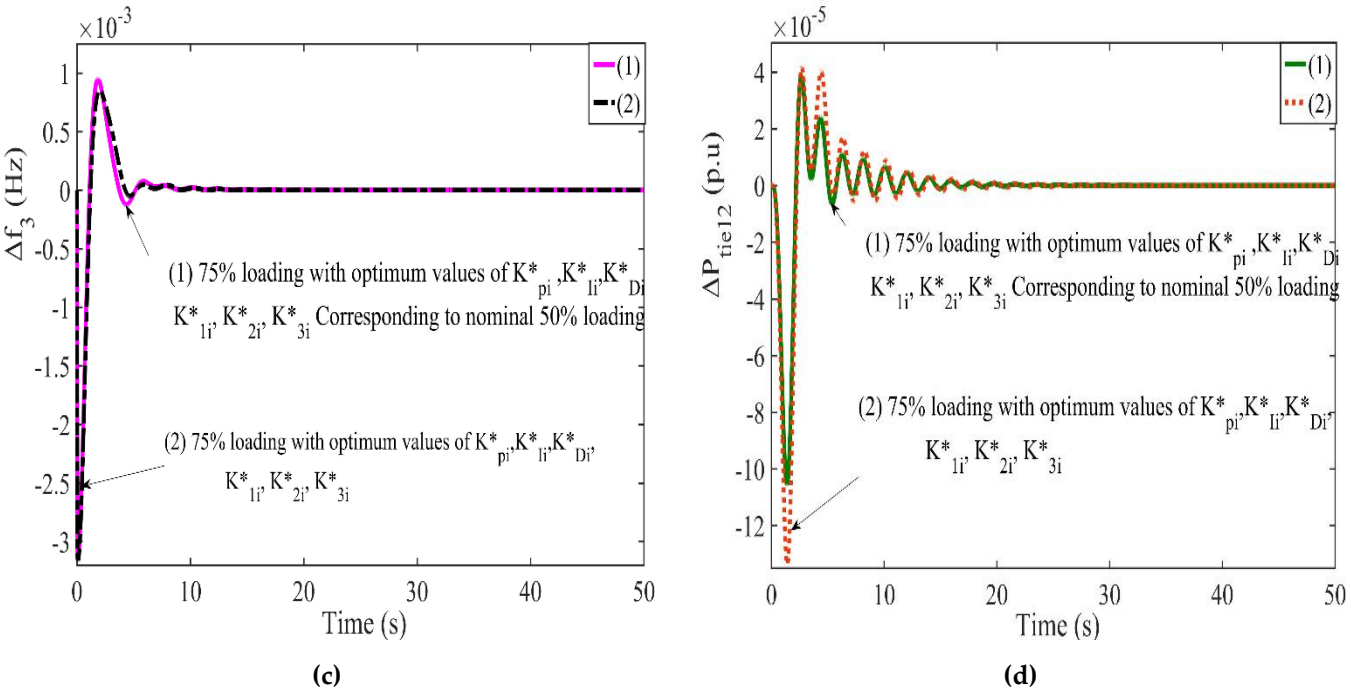 ×10⁻³
Δf₃ (Hz)
1
0.5
0
-0.5
-1
-1.5
-2
-2.5
-3
(1)
(2)
(1) 75% loading with optimum values of K*pi ,K*Ii,K*Di
K*1i, K*2i, K*3i Corresponding to nominal 50% loading
(2) 75% loading with optimum values of K*pi,K*Ii,K*Di,
K*1i, K*2i, K*3i
0 10 20 30 40 50
Time (s)
(c)
×10⁻⁵
ΔPtie12 (p.u)
4
2
0
-2
-4
-6
-8
-10
-12
(1)
(2)
(1) 75% loading with optimum values of K*pi ,K*Ii,K*Di
K*1i, K*2i, K*3i Corresponding to nominal 50% loading
(2) 75% loading with optimum values of K*pi,K*Ii,K*Di,
K*1i, K*2i, K*3i
0 10 20 30 40 50
Time (s)
(d)